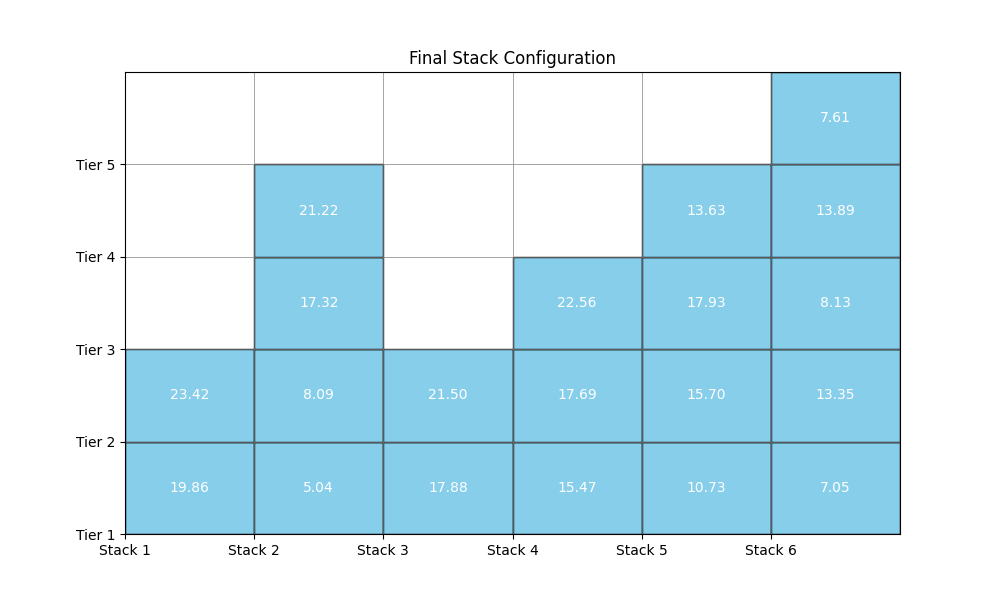 Final Stack Configuration
7.61
Tier 5
21.22 13.63 13.89
Tier 4
17.32 22.56 17.93 8.13
Tier 3
23.42 8.09 21.50 17.69 15.70 13.35
Tier 2
19.86 5.04 17.88 15.47 10.73 7.05
Tier 1
Stack 1 Stack 2 Stack 3 Stack 4 Stack 5 Stack 6